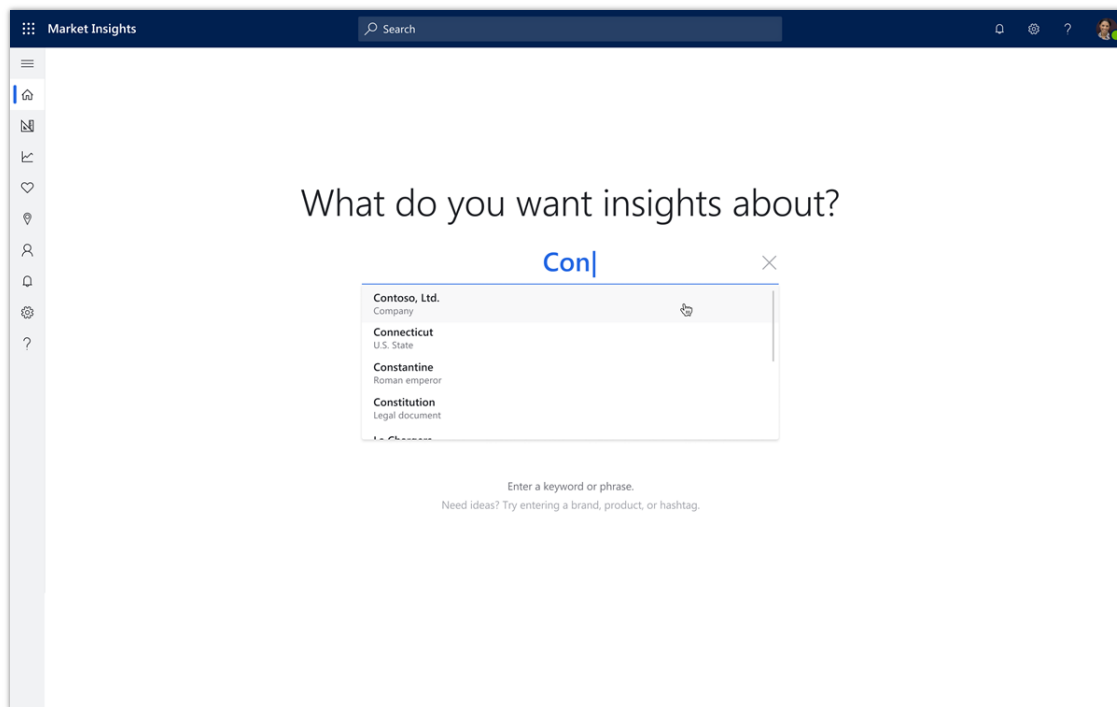 Market Insights
Search
?
What do you want insights about?
Con
Contoso, Ltd.
Company
Connecticut
U.S. State
Constantine
Roman emperor
Constitution
Legal document
?
Enter a keyword or phrase.
Need ideas? Try entering a brand, product, or hashtag.